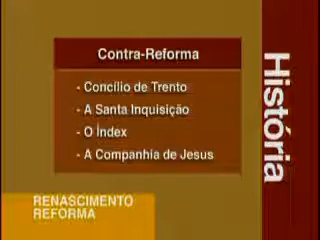 Contra-Reforma
- Concílio de Trento
- A Santa Inquisição
- O Índex
- A Companhia de Jesus
História
RENASCIMENTO
REFORMA